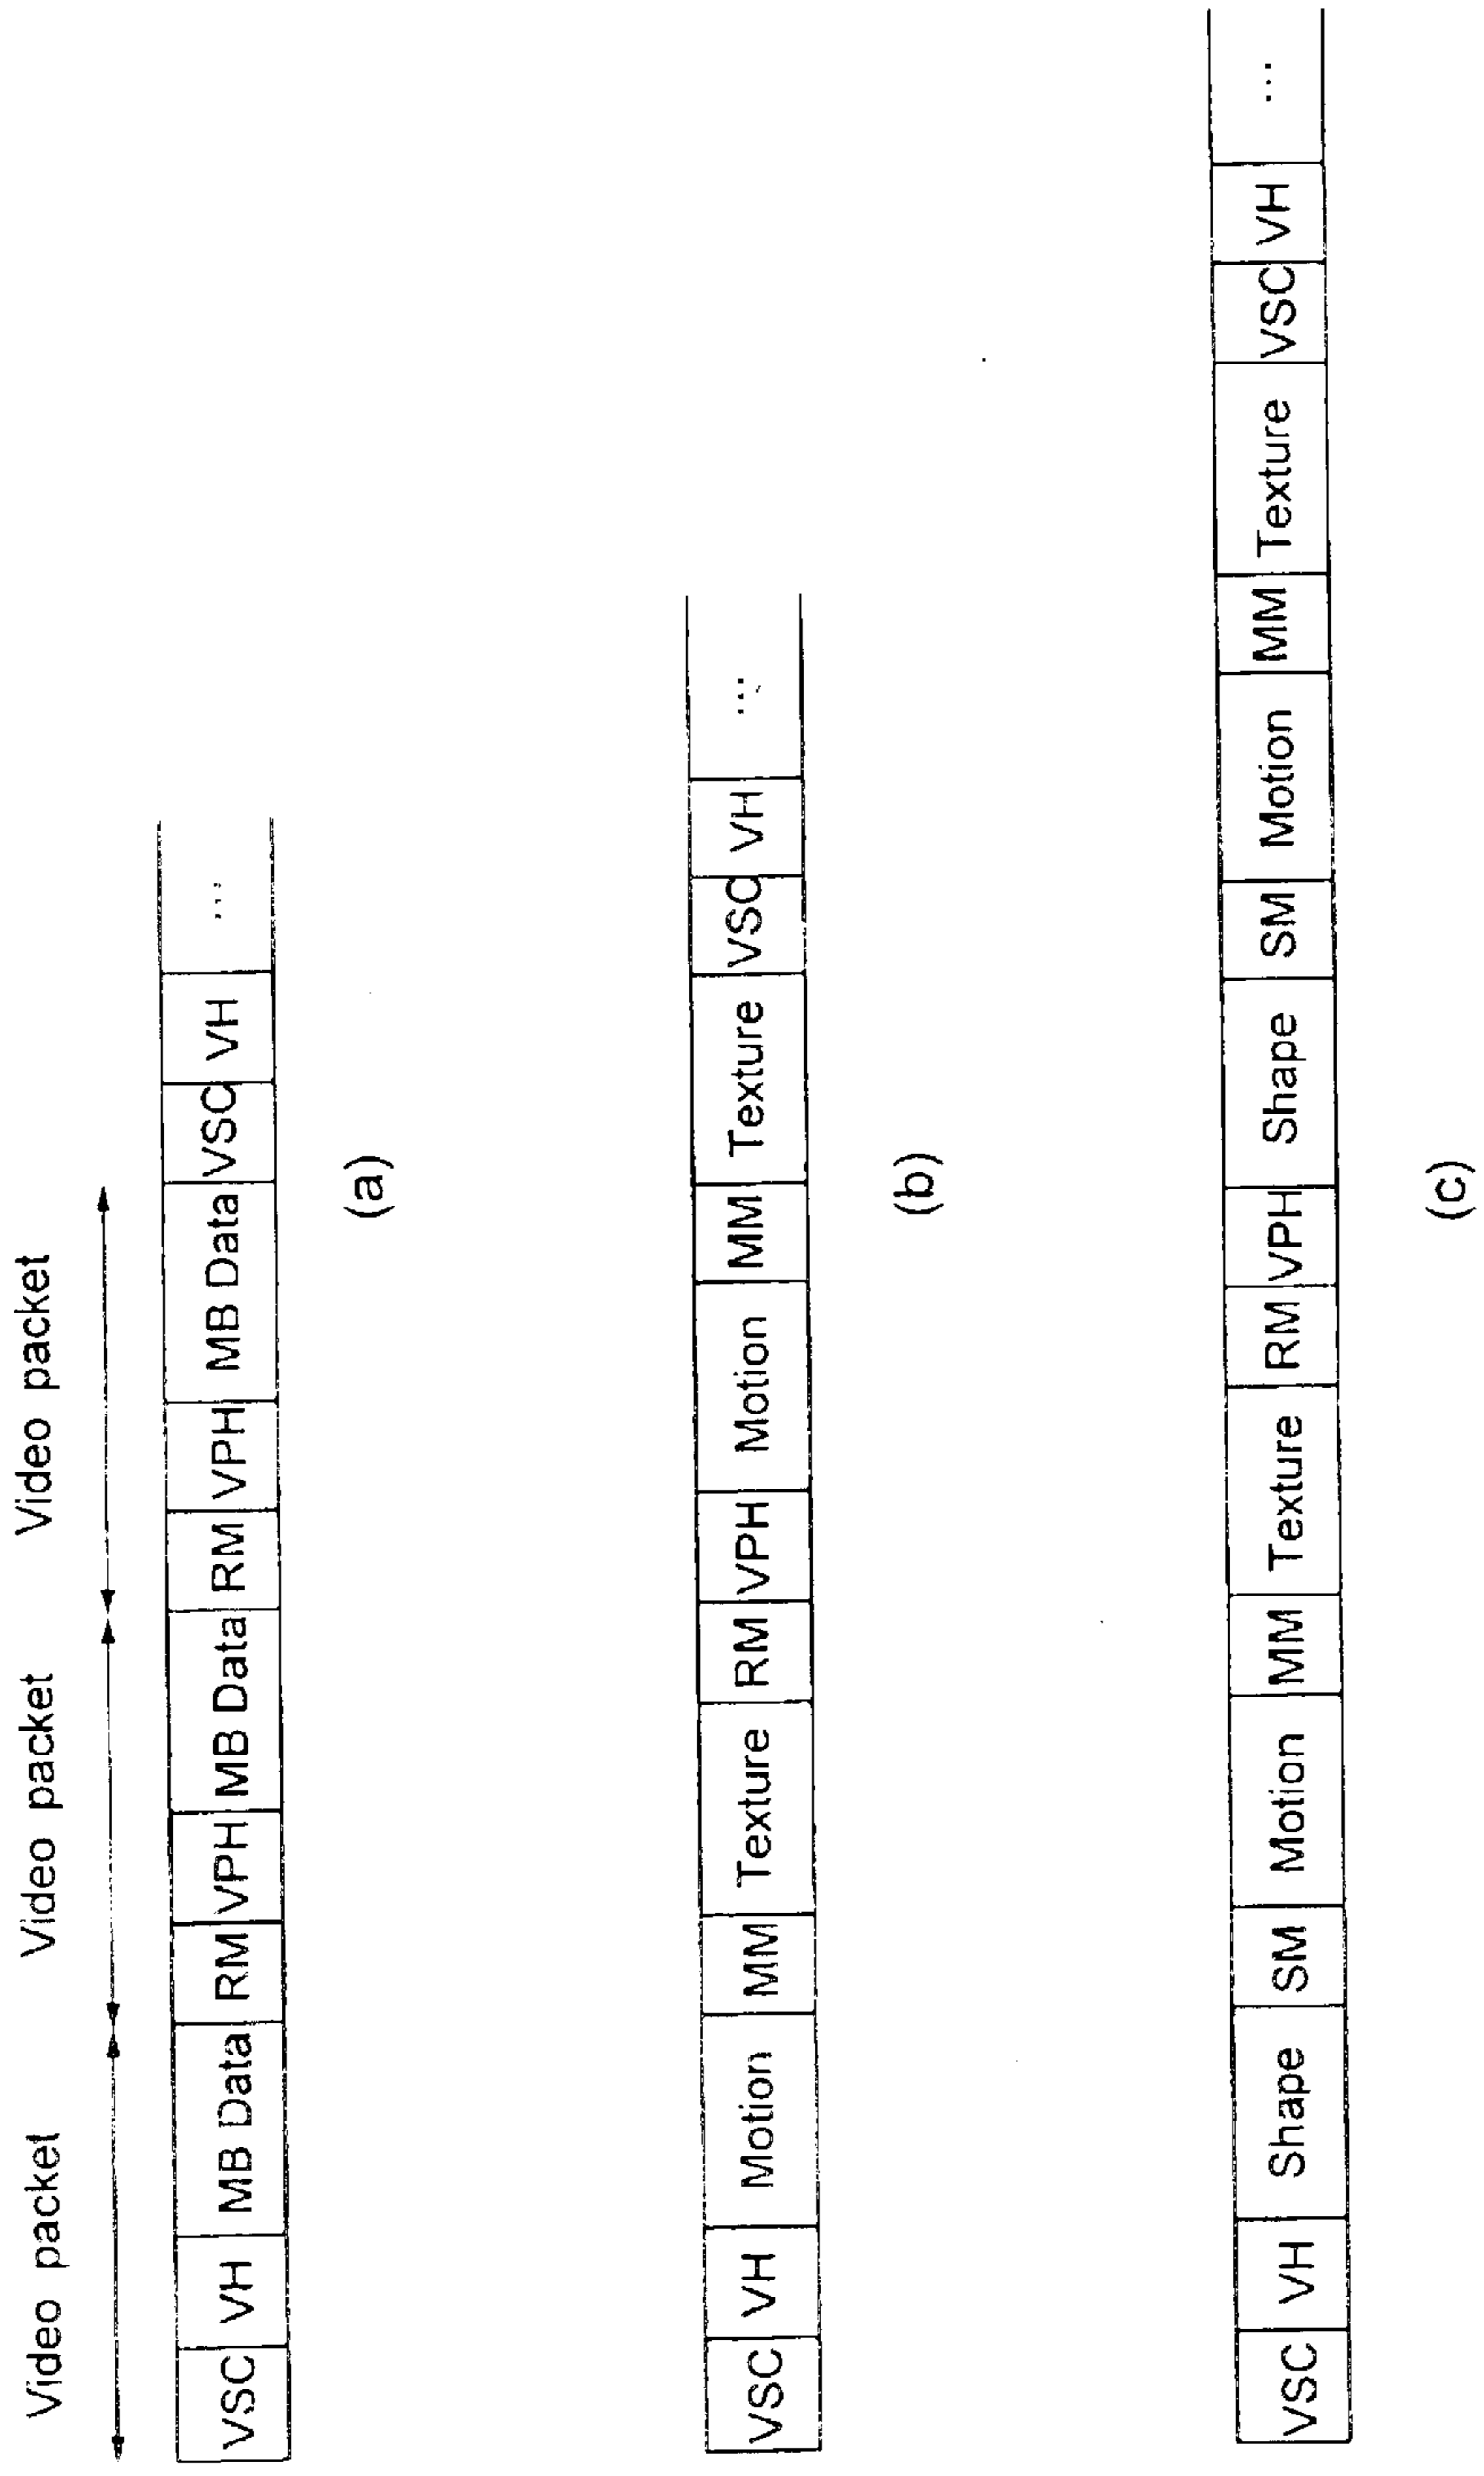 Video packet Video packet Video packet
VSC VH MB Data RM VPH MB Data RM VPH MB Data VSC VH ...
(a)
VSC VH Motion MM Texture RM VPH Motion MM Texture VSC VH ...
(b)
VSC VH Shape SM Motion MM Texture RM VPH Shape SM Motion MM Texture VSC VH ...
(c)